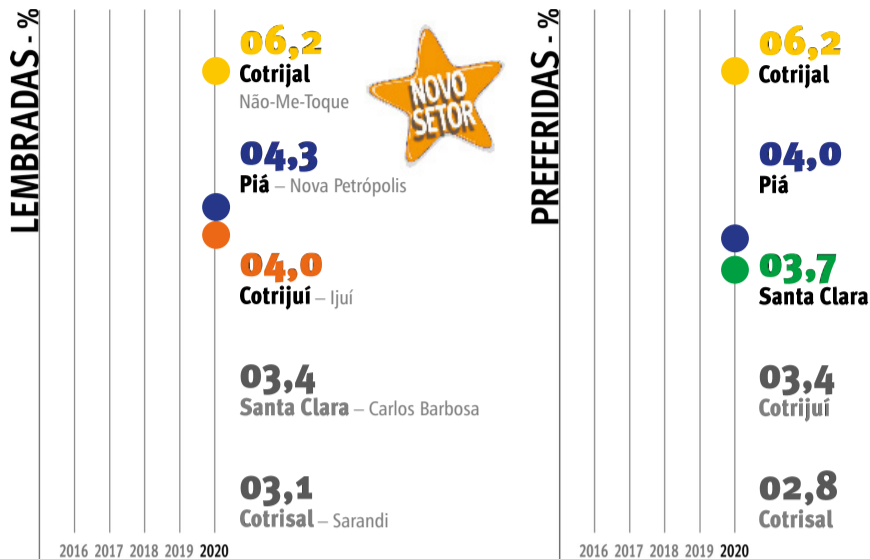 LEMBRADAS - %
06,2
Cotrijal
Não-Me-Toque
NOVO
SETOR
04,3
Piá – Nova Petrópolis
04,0
Cotrijuí – Ijuí
03,4
Santa Clara – Carlos Barbosa
03,1
Cotrisal – Sarandi
2016 2017 2018 2019 2020
PREFERIDAS - %
06,2
Cotrijal
04,0
Piá
03,7
Santa Clara
03,4
Cotrijuí
02,8
Cotrisal
2016 2017 2018 2019 2020